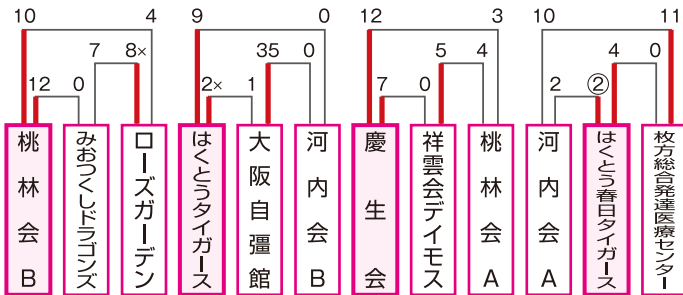 10 4 9 0 12 3 10 11
7 8× 35 0 5 4 4 0
12 0 2× 1 7 0 2 ②
桃林会B
みおつくしドラゴンズ
ローズガーデン
はくとうタイガース
大阪自彊館
河内会B
慶生会
祥雲会デイモス
桃林会A
河内会A
はくとう春日タイガース
枚方総合発達医療センター